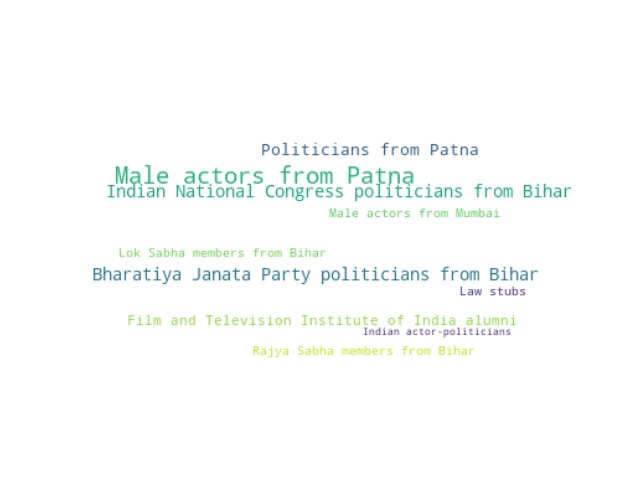 Politicians from Patna
Male actors from Patna
Indian National Congress politicians from Bihar
Male actors from Mumbai
Lok Sabha members from Bihar
Bharatiya Janata Party politicians from Bihar
Law stubs
Film and Television Institute of India alumni
Indian actor-politicians
Rajya Sabha members from Bihar